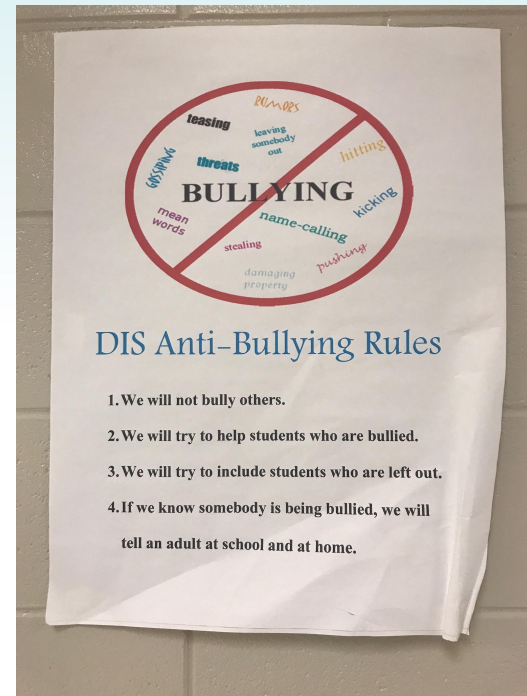 RUMORS
teasing
leaving
somebody
out
hitting
GOSSIPING
threats
BULLYING
kicking
mean
words
name-calling
stealing
pushing
damaging
property
DIS Anti-Bullying Rules
1. We will not bully others.
2. We will try to help students who are bullied.
3. We will try to include students who are left out.
4. If we know somebody is being bullied, we will
tell an adult at school and at home.